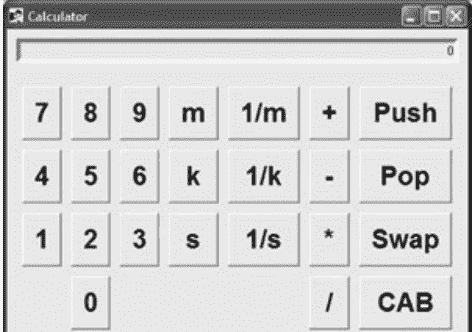 Calculator
0
7 8 9 m 1/m + Push
4 5 6 k 1/k - Pop
1 2 3 s 1/s * Swap
0 / CAB